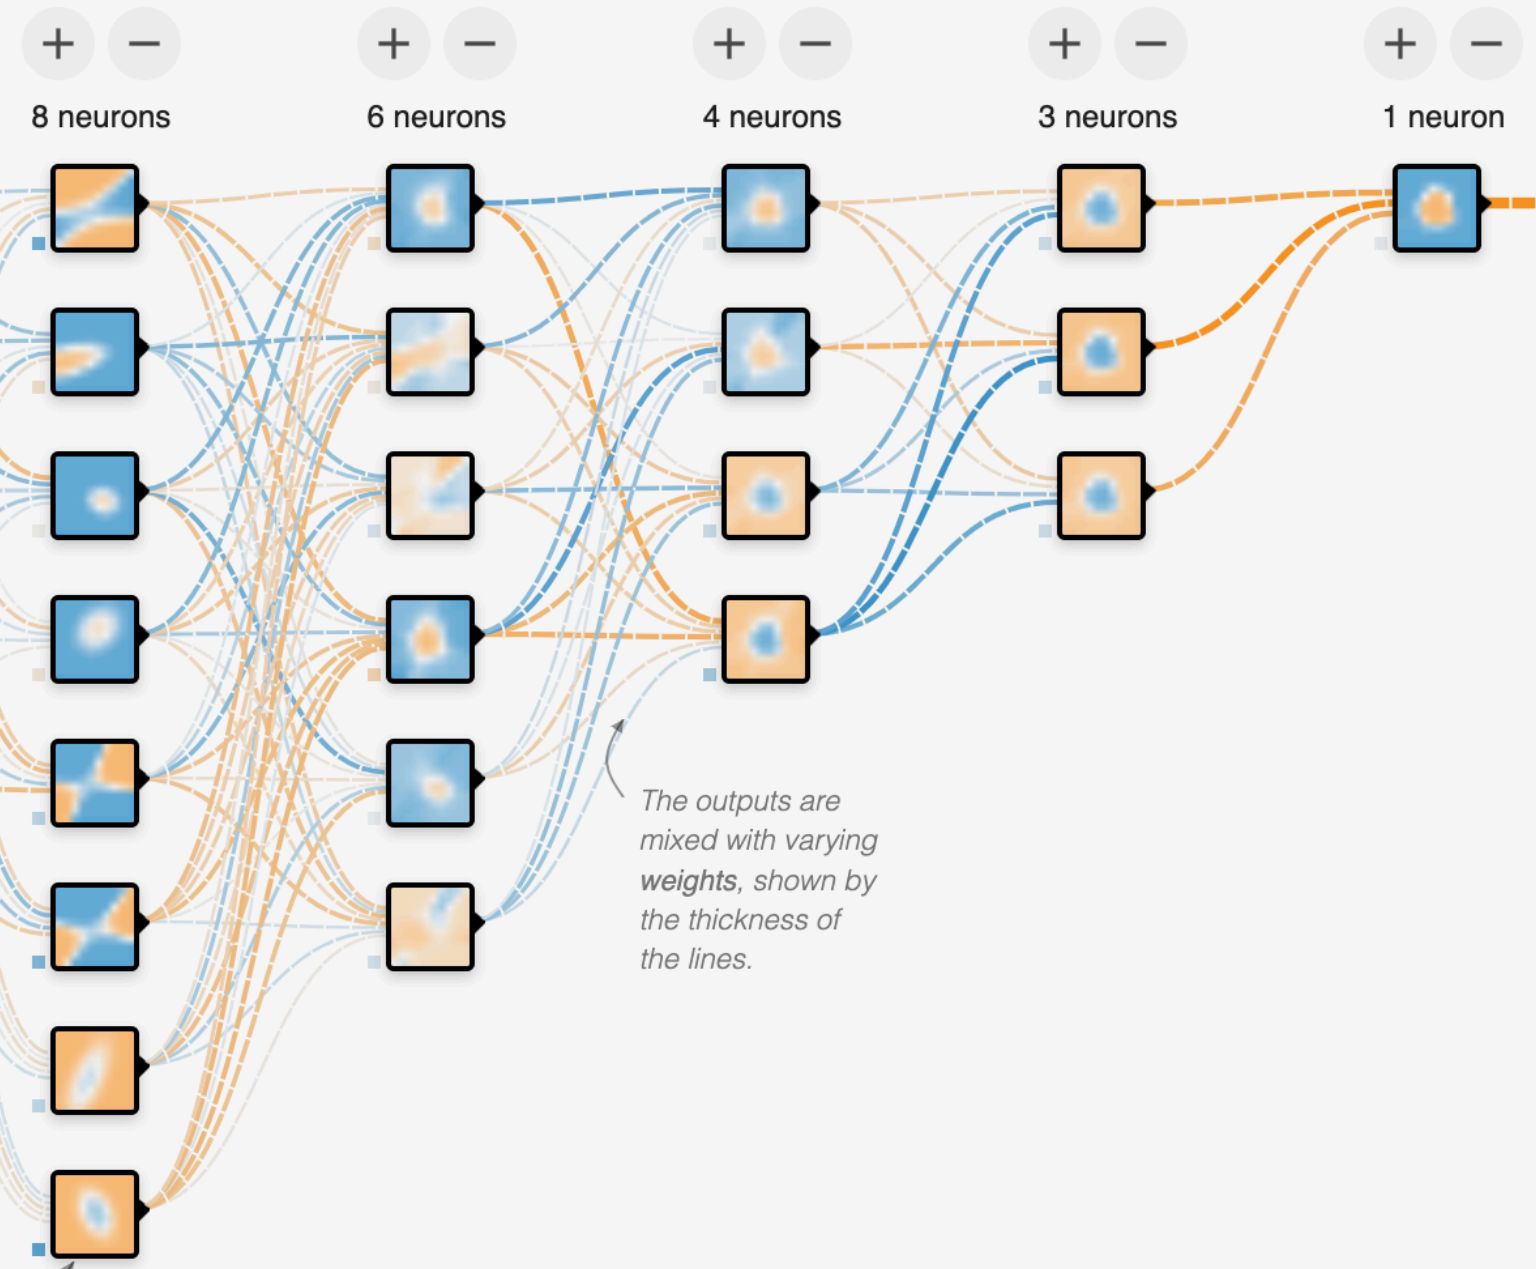 8 neurons
6 neurons
4 neurons
3 neurons
1 neuron
The outputs are
mixed with varying
weights, shown by
the thickness of
the lines.